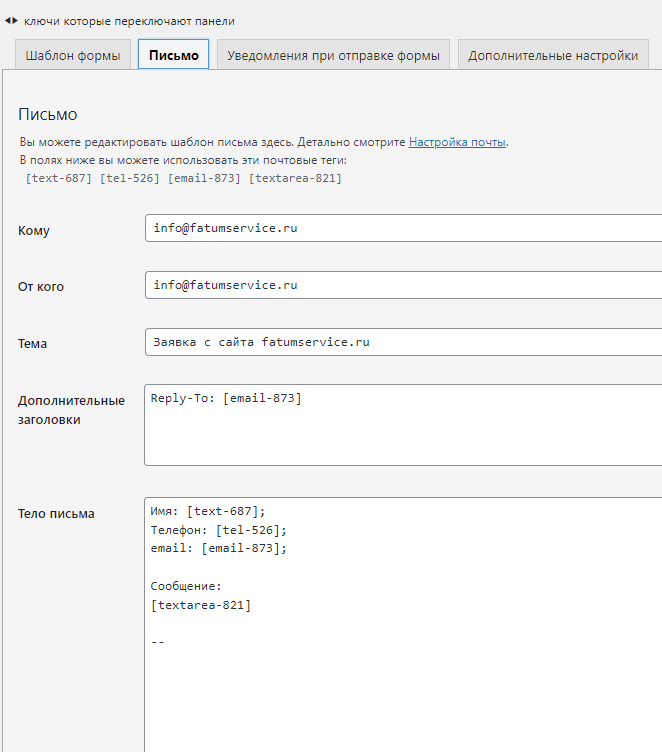 ключи которые переключают панели
Шаблон формы Письмо Уведомления при отправке формы Дополнительные настройки
Письмо
Вы можете редактировать шаблон письма здесь. Детально смотрите Настройка почты.
В полях ниже вы можете использовать эти почтовые теги:
[text-687] [tel-526] [email-873] [textarea-821]
Кому info@fatumservice.ru
От кого info@fatumservice.ru
Тема Заявка с сайта fatumservice.ru
Дополнительные заголовки
Reply-To: [email-873]
Тело письма
Имя: [text-687];
Телефон: [tel-526];
email: [email-873];
Сообщение:
[textarea-821]
--